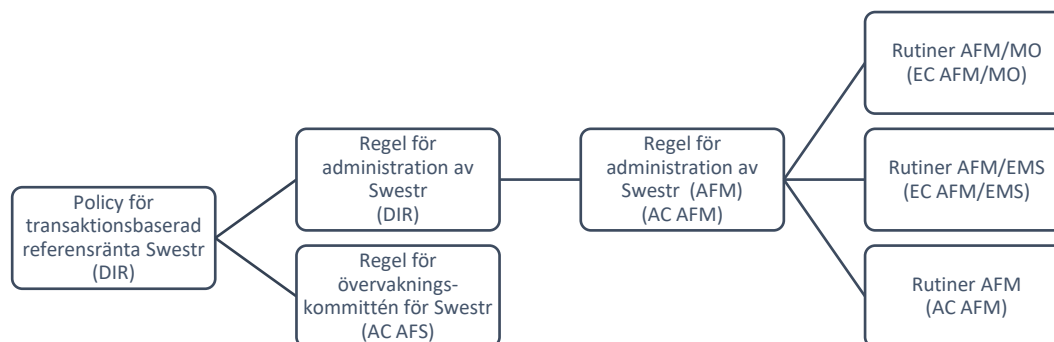 Policy för
transaktionsbaserad
referensränta Swestr
(DIR)
Regel för
administration av
Swestr
(DIR)
Regel för
övervaknings-
kommittén för Swestr
(AC AFS)
Regel för
administration av
Swestr (AFM)
(AC AFM)
Rutiner AFM/MO
(EC AFM/MO)
Rutiner AFM/EMS
(EC AFM/EMS)
Rutiner AFM
(AC AFM)